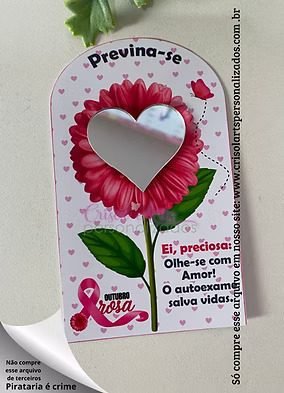 Previna-se
Ei, preciosa:
Olhe-se com
Amor!
O autoexame
salva vidas.
OUTUBRO
rosa
Só compre esse arquivo em nosso site: www.crisolartspersonalizados.com.br
Não compre
esse arquivo
de terceiros
Pirataria é crime